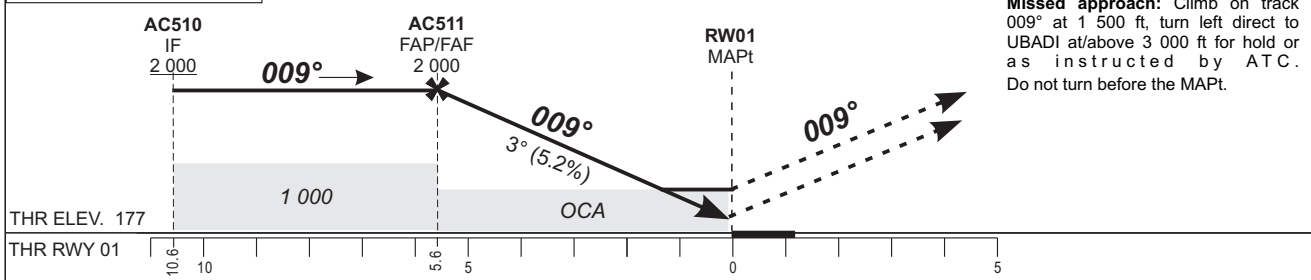 Missed approach: Climb on track
009° at 1 500 ft, turn left direct to
UBADI at/above 3 000 ft for hold or
as instructed by ATC.
Do not turn before the MAPt.
AC510
IF
2 000
AC511
FAP/FAF
2 000
RW01
MAPt
009°
009°
3° (5.2%)
009°
1 000
OCA
THR ELEV. 177
THR RWY 01
10.6
10
5.6
5
0
5